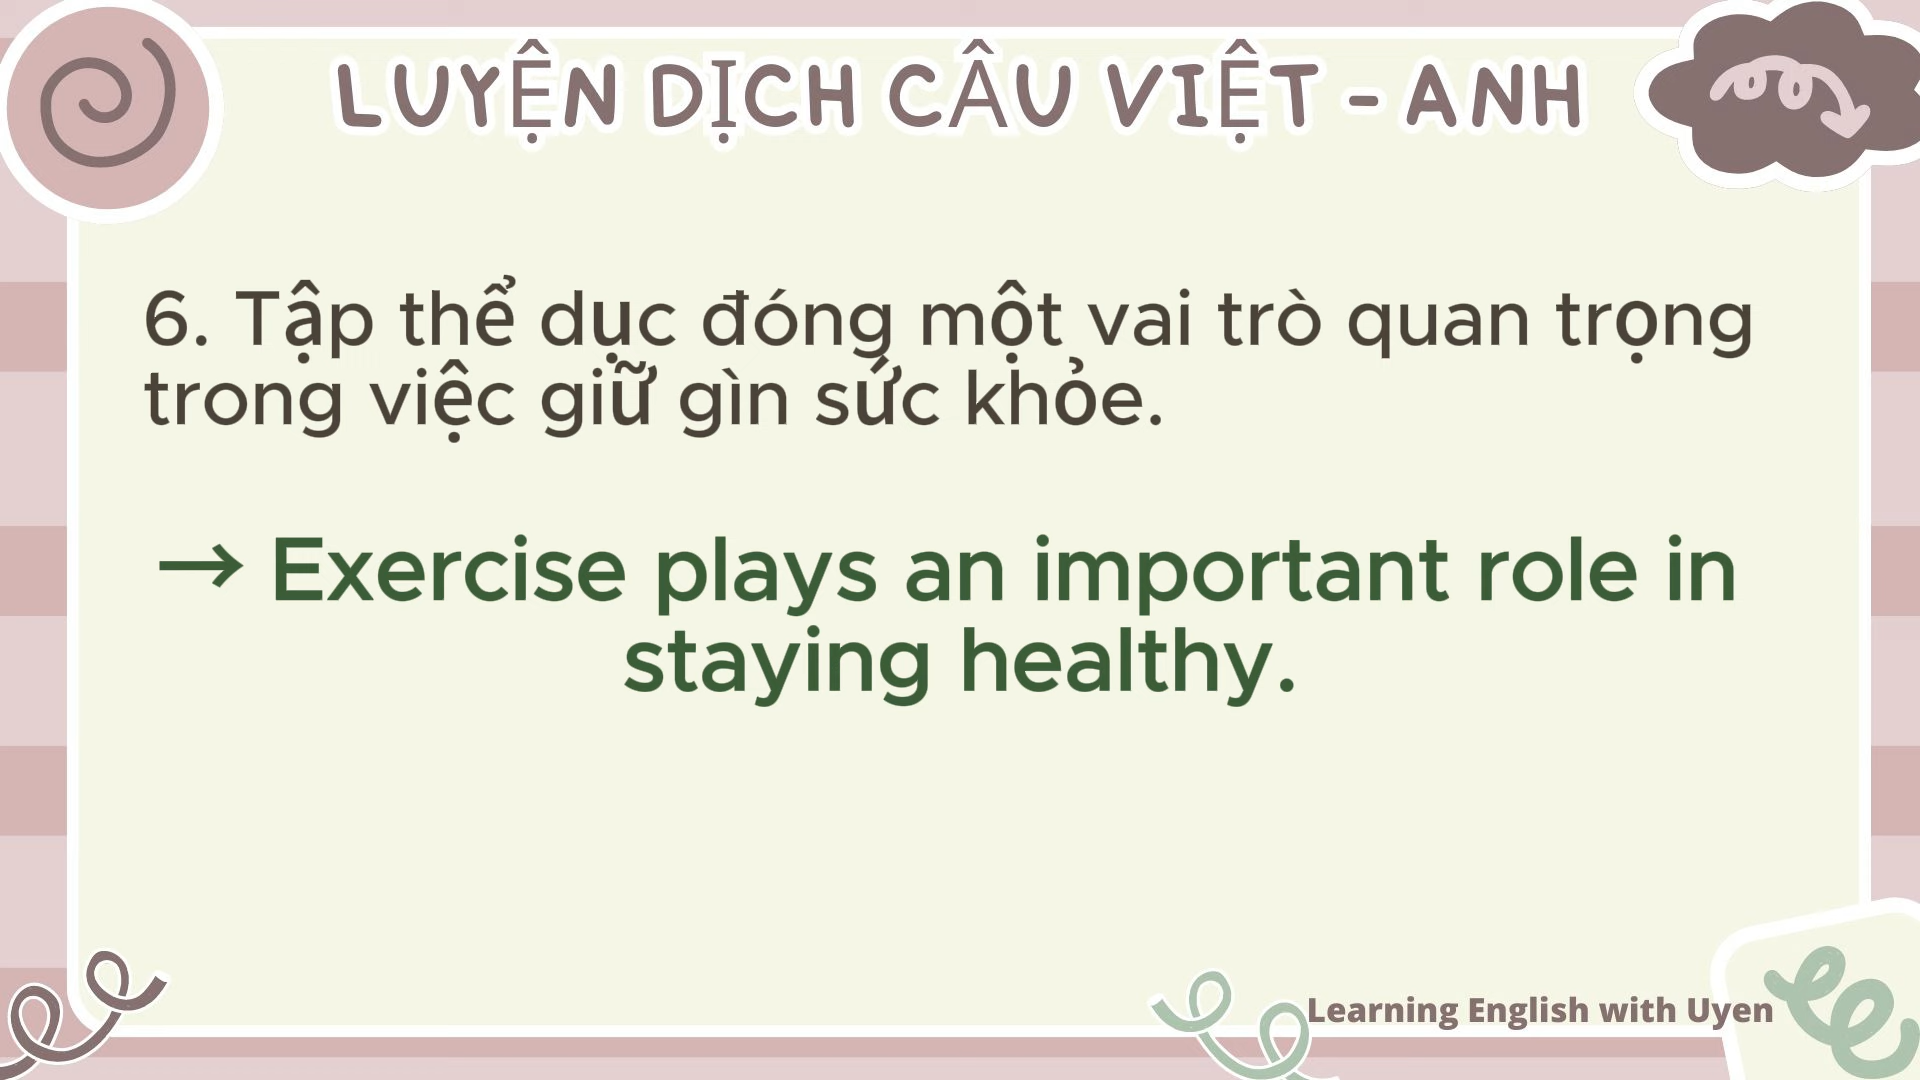 LUYỆN DỊCH CÂU VIỆT - ANH
6. Tập thể dục đóng một vai trò quan trọng
trong việc giữ gìn sức khỏe.
→ Exercise plays an important role in
staying healthy.
Learning English with Uyen